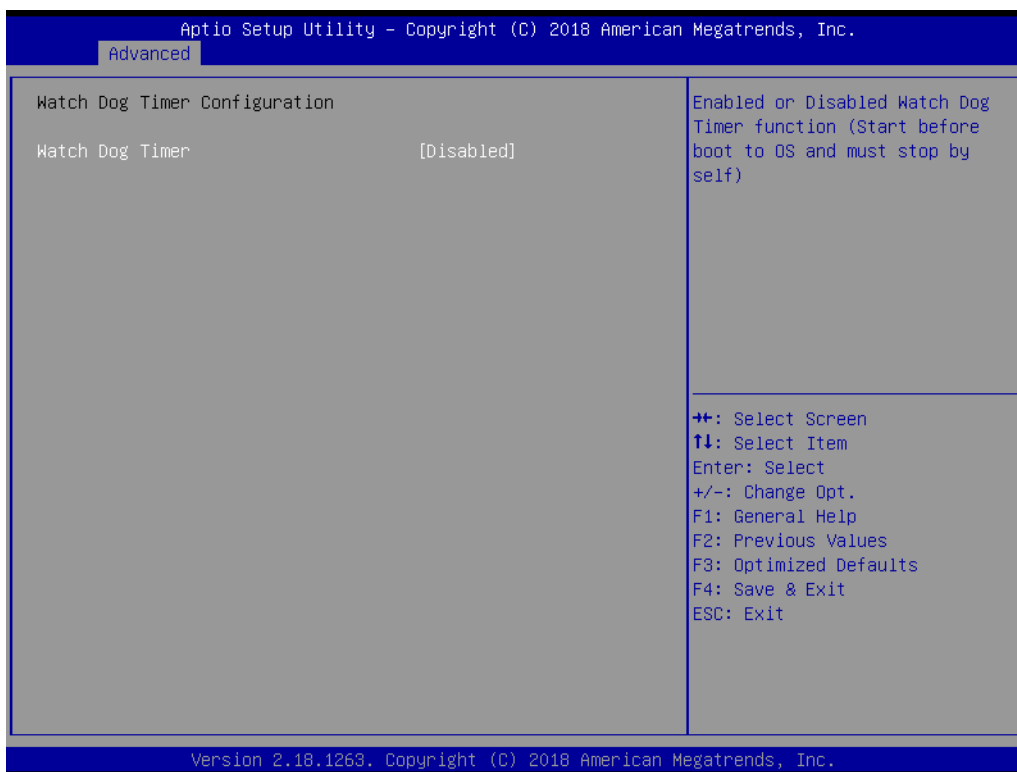 Aptio Setup Utility – Copyright (C) 2018 American Megatrends, Inc.
Advanced
Watch Dog Timer Configuration
Watch Dog Timer [Disabled]
Enabled or Disabled Watch Dog
Timer function (Start before
boot to OS and must stop by
self)
→←: Select Screen
↑↓: Select Item
Enter: Select
+/-: Change Opt.
F1: General Help
F2: Previous Values
F3: Optimized Defaults
F4: Save & Exit
ESC: Exit
Version 2.18.1263. Copyright (C) 2018 American Megatrends, Inc.